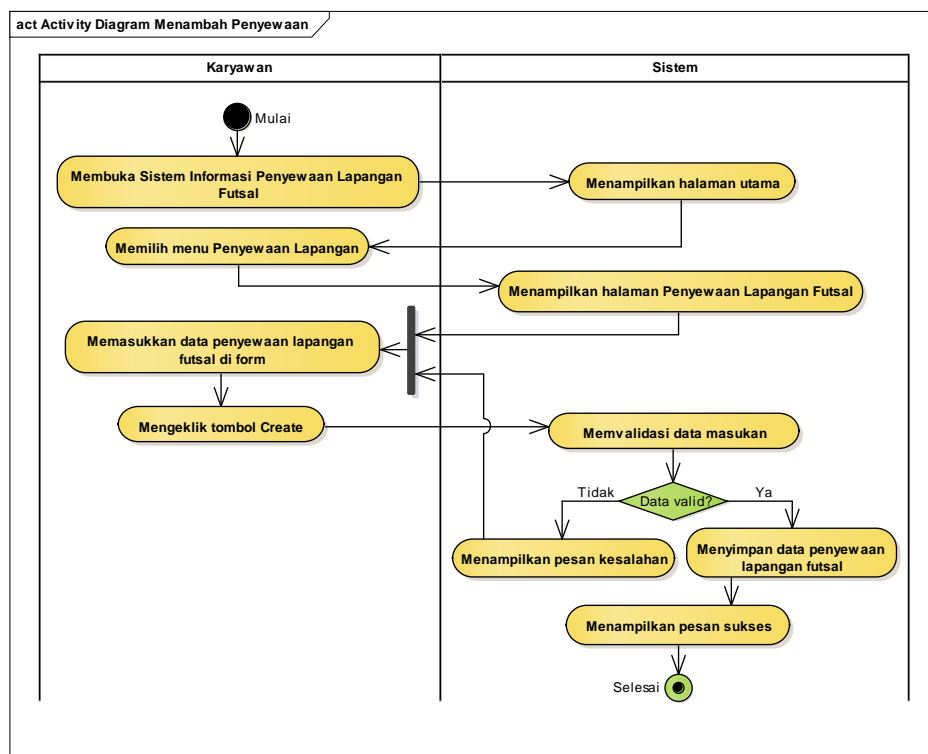 act Activity Diagram Menambah Penyewaan
Karyawan
Sistem
Mulai
Membuka Sistem Informasi Penyewaan Lapangan
Futsal
Menampilkan halaman utama
Memilih menu Penyewaan Lapangan
Menampilkan halaman Penyewaan Lapangan Futsal
Memasukkan data penyewaan lapangan
futsal di form
Mengeklik tombol Create
Memvalidasi data masukan
Data valid?
Tidak
Ya
Menampilkan pesan kesalahan
Menyimpan data penyewaan
lapangan futsal
Menampilkan pesan sukses
Selesai